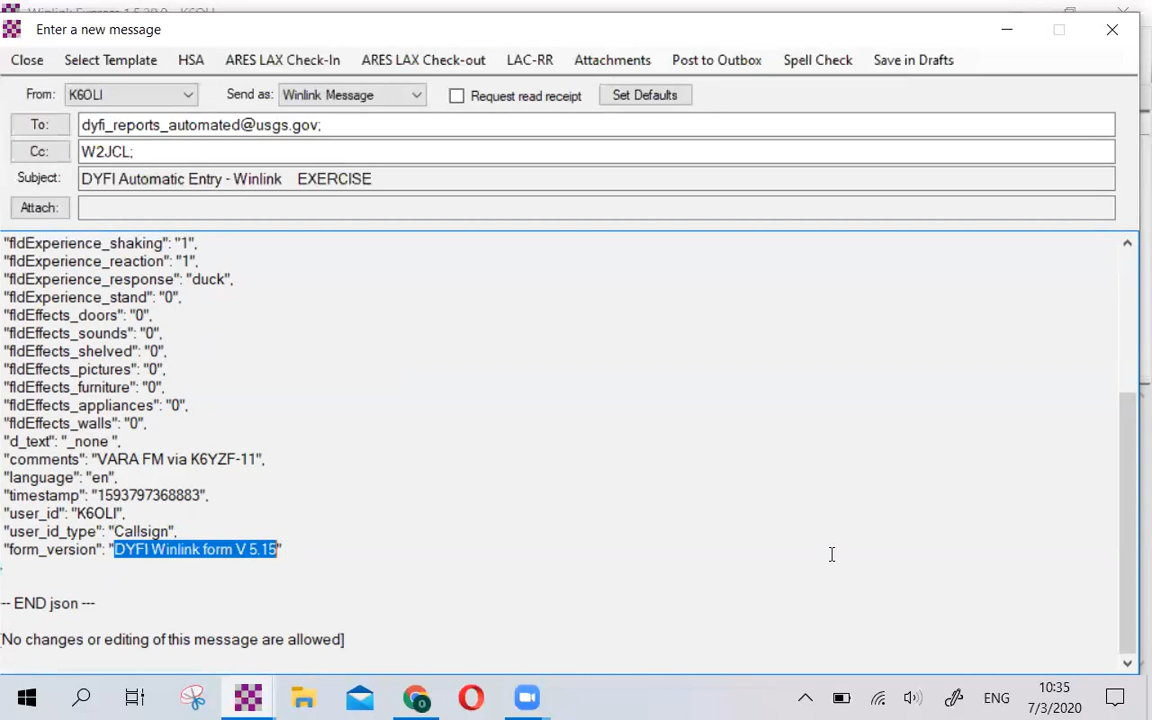 Enter a new message
Close Select Template HSA ARES LAX Check-In ARES LAX Check-out LAC-RR Attachments Post to Outbox Spell Check Save in Drafts
From: K6OLI Send as: Winlink Message Request read receipt Set Defaults
To: dyfi_reports_automated@usgs.gov;
Cc: W2JCL;
Subject: DYFI Automatic Entry - Winlink EXERCISE
Attach:
"fldExperience_shaking": "1",
"fldExperience_reaction": "1",
"fldExperience_response": "duck",
"fldExperience_stand": "0",
"fldEffects_doors": "0",
"fldEffects_sounds": "0",
"fldEffects_shelved": "0",
"fldEffects_pictures": "0",
"fldEffects_furniture": "0",
"fldEffects_appliances": "0",
"fldEffects_walls": "0",
"d_text": "_none ",
"comments": "VARA FM via K6YZF-11",
"language": "en",
"timestamp": "1593797368883",
"user_id": "K6OLI",
"user_id_type": "Callsign",
"form_version": "DYFI Winlink form V 5.15"
-- END json ---
[No changes or editing of this message are allowed]
ENG
10:35
7/3/2020